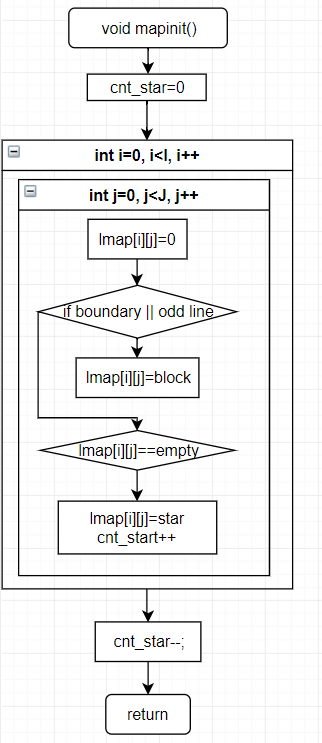 void mapinit()
cnt_star=0
int i=0, i<I, i++
int j=0, j<J, j++
lmap[i][j]=0
if boundary || odd line
lmap[i][j]=block
lmap[i][j]==empty
lmap[i][j]=star
cnt_start++
cnt_star--;
return